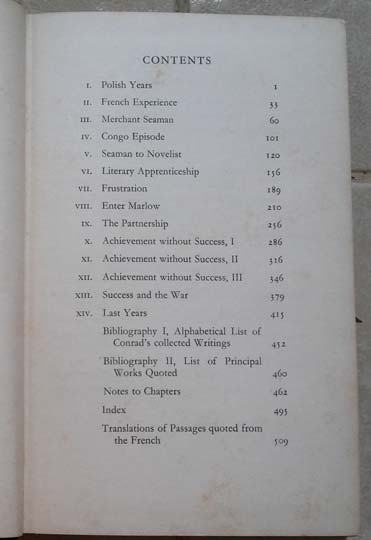 CONTENTS
I. Polish Years 1
II. French Experience 33
III. Merchant Seaman 60
IV. Congo Episode 101
V. Seaman to Novelist 120
VI. Literary Apprenticeship 156
VII. Frustration 189
VIII. Enter Marlow 210
IX. The Partnership 256
X. Achievement without Success, I 286
XI. Achievement without Success, II 316
XII. Achievement without Success, III 346
XIII. Success and the War 379
XIV. Last Years 415
Bibliography I, Alphabetical List of
Conrad's collected Writings 452
Bibliography II, List of Principal
Works Quoted 460
Notes to Chapters 462
Index 495
Translations of Passages quoted from
the French 509